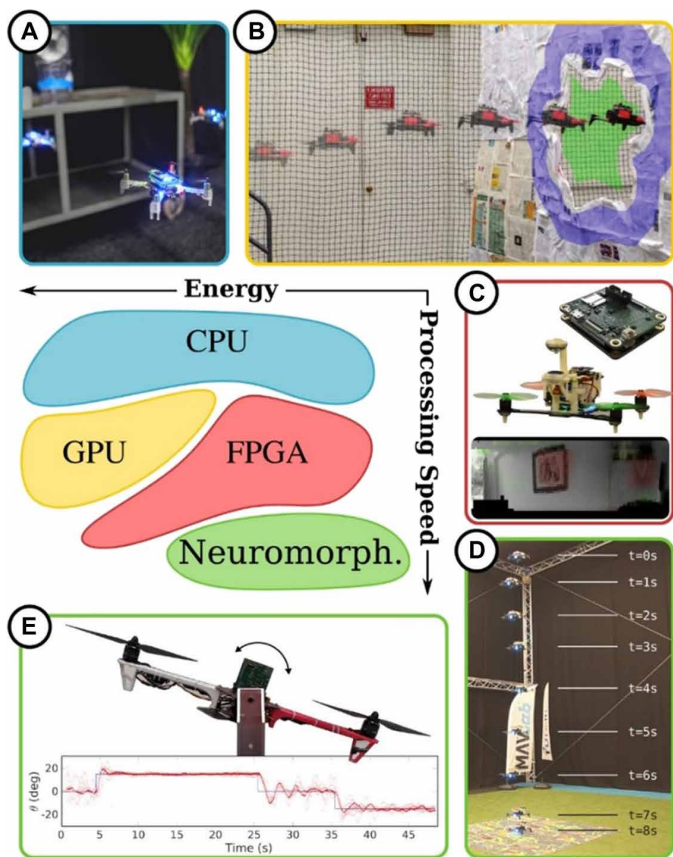 A
B
Energy
Processing Speed
CPU
GPU
FPGA
Neuromorph.
C
D
t=0s
t=1s
t=2s
t=3s
t=4s
t=5s
t=6s
t=7s
t=8s
MAVLab
E
θ (deg)
20
0
-20
0
5
10
15
20
25
30
35
40
45
Time (s)